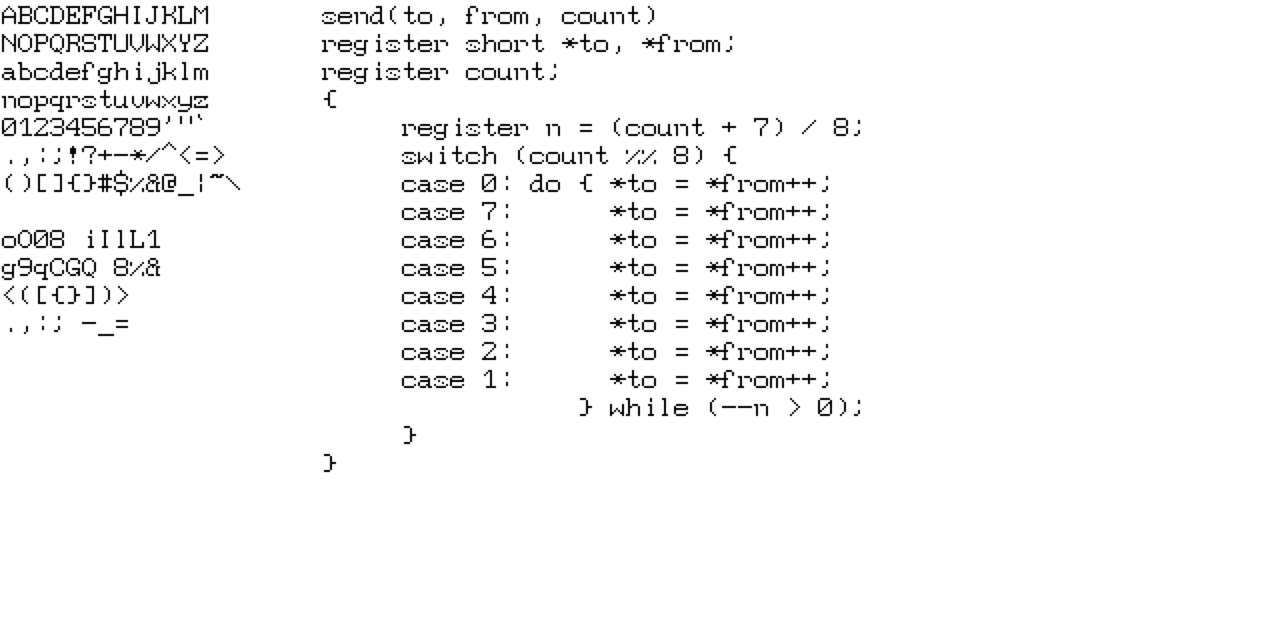 ABCDEFGHIJKLM
NOPQRSTUVWXYZ
abcdefghijklm
nopqrstuvwxyz
0123456789'"`
.,:;!?+-*/^<=>
()[]{}#$%&@_|~\
oO08 iIlL1
g9qCGQ 8%&
<([{}])>
.,:; -_=
send(to, from, count)
register short *to, *from;
register count;
{
     register n = (count + 7) / 8;
     switch (count %% 8) {
     case 0: do { *to = *from++;
     case 7:      *to = *from++;
     case 6:      *to = *from++;
     case 5:      *to = *from++;
     case 4:      *to = *from++;
     case 3:      *to = *from++;
     case 2:      *to = *from++;
     case 1:      *to = *from++;
                } while (--n > 0);
     }
}